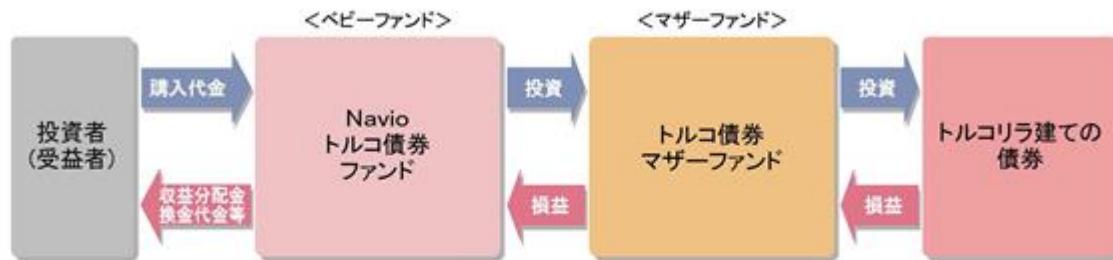 ＜ベビーファンド＞
＜マザーファンド＞
投資者
(受益者)
購入代金
収益分配金
換金代金等
Navio
トルコ債券
ファンド
投資
損益
トルコ債券
マザーファンド
投資
損益
トルコリラ建ての
債券